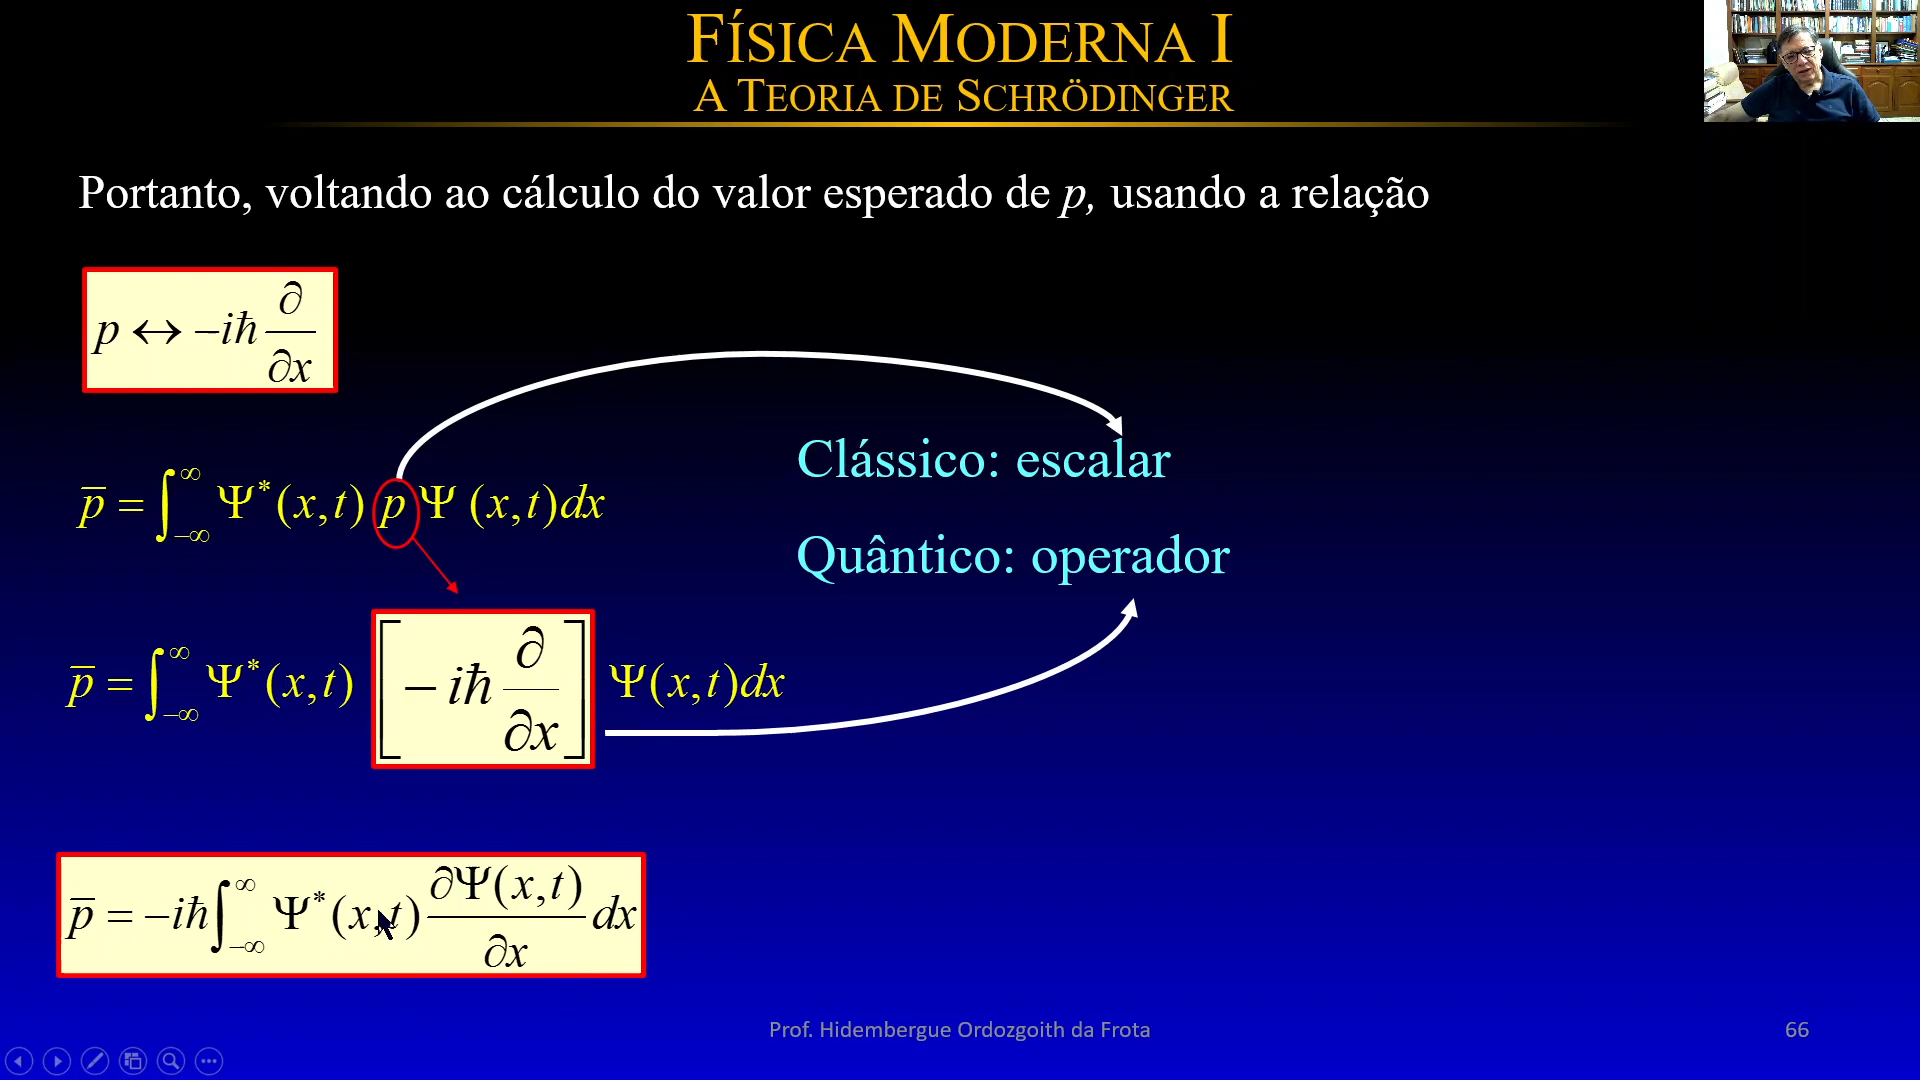 FÍSICA MODERNA I
A TEORIA DE SCHRÖDINGER
Portanto, voltando ao cálculo do valor esperado de p, usando a relação
p ↔ −iħ ∂/∂x
Clássico: escalar
p̅ = ∫_{−∞}^{∞} Ψ*(x,t) p Ψ (x,t)dx
Quântico: operador
p̅ = ∫_{−∞}^{∞} Ψ*(x,t) [−iħ ∂/∂x] Ψ(x,t)dx
p̅ = −iħ∫_{−∞}^{∞} Ψ*(x,t) ∂Ψ(x,t)/∂x dx
Prof. Hidembergue Ordozgoith da Frota
66